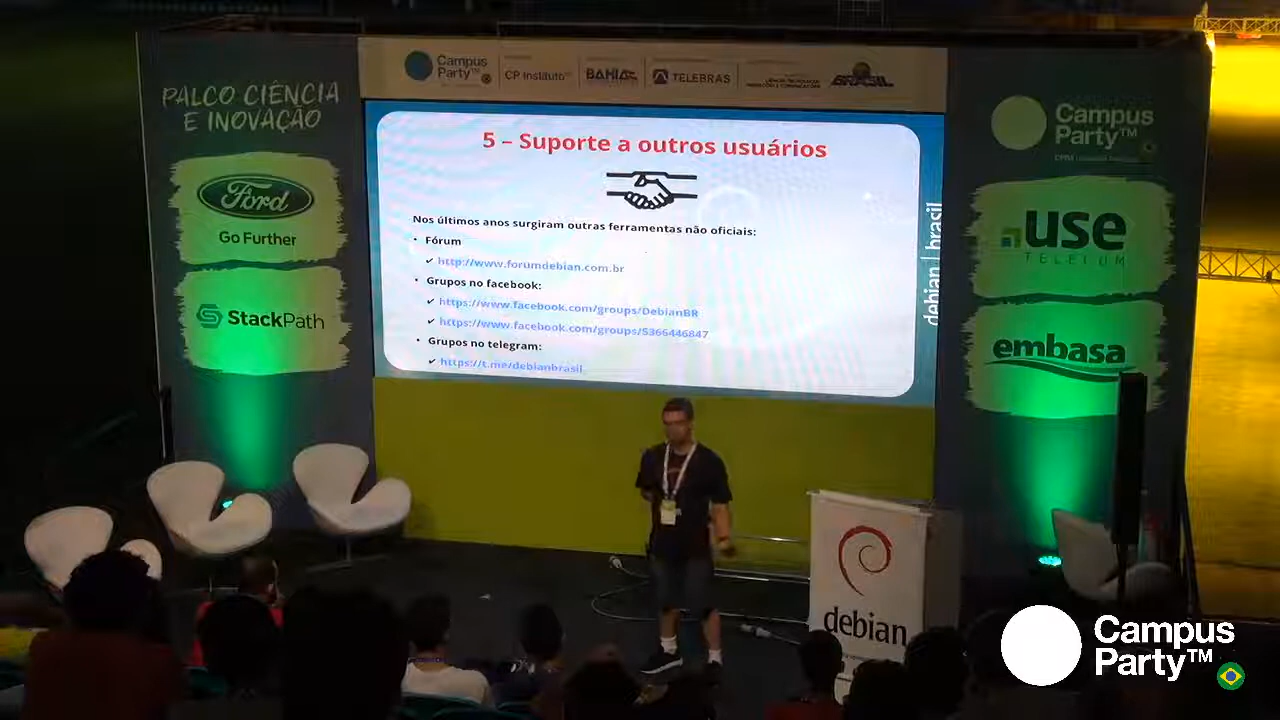 PALCO CIÊNCIA
E INOVAÇÃO
Ford
Go Further
StackPath
Campus
Party™
CP Instituto™
BAHIA
TELEBRAS
BRASIL
5 – Suporte a outros usuários
Nos últimos anos surgiram outras ferramentas não oficiais:
• Fórum
✔ http://www.forumdebian.com.br
• Grupos no facebook:
✔ https://www.facebook.com/groups/DebianBR
✔ https://www.facebook.com/groups/5366446847
• Grupos no telegram:
✔ https://t.me/debianbrasil
debian | brasil
Campus
Party™
use
TELECOM
embasa
debian
Campus
Party™